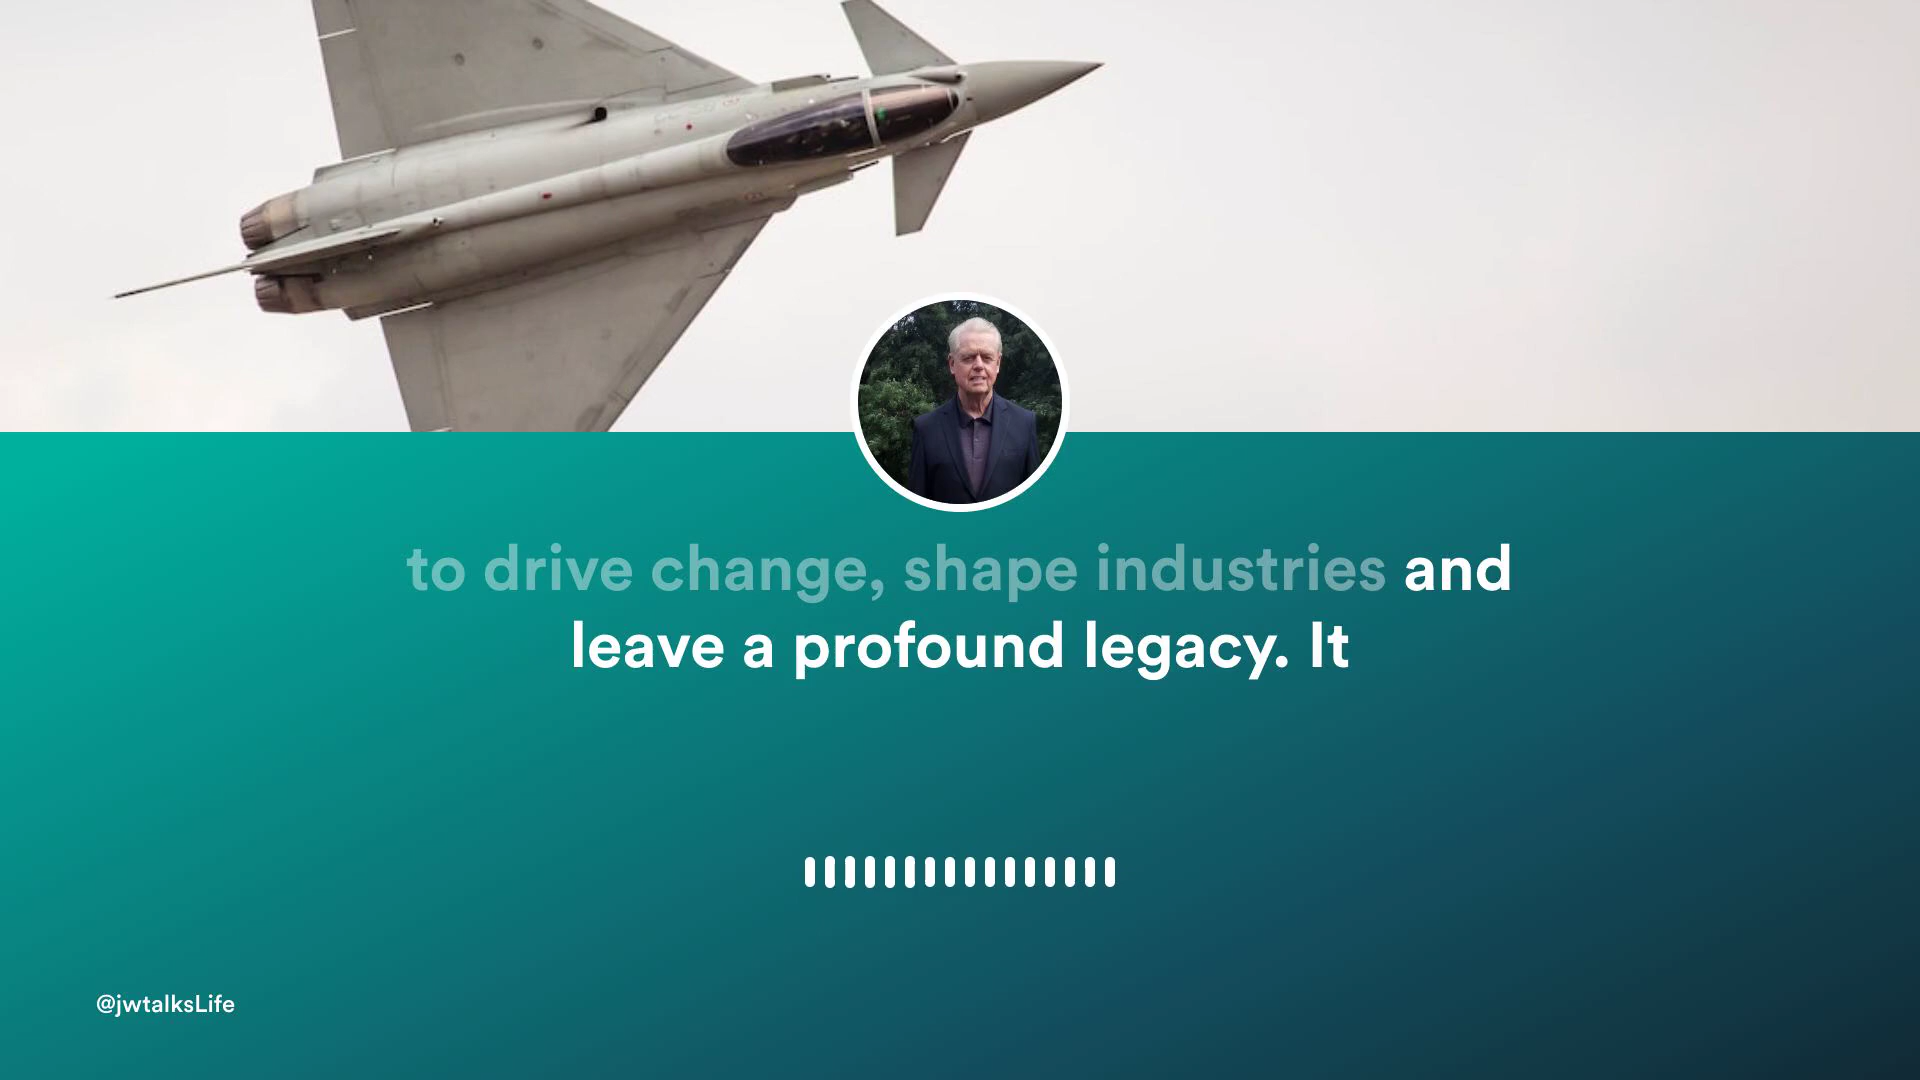 to drive change, shape industries and
leave a profound legacy. It
@jwtalksLife